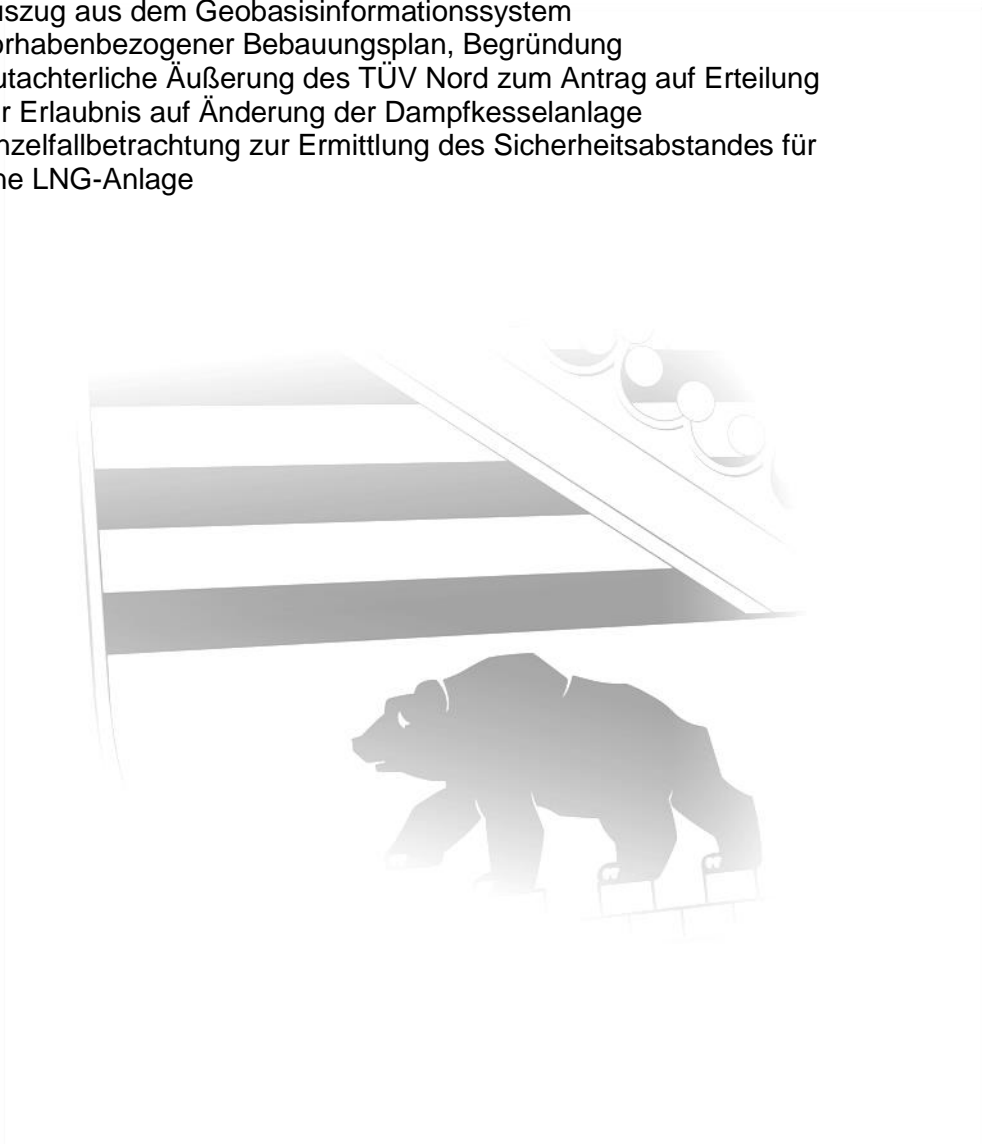 uszug aus dem Geobasisinformationssystem
orhabenbezogener Bebauungsplan, Begründung
utachterliche Äußerung des TÜV Nord zum Antrag auf Erteilung
r Erlaubnis auf Änderung der Dampfkesselanlage
nzelfallbetrachtung zur Ermittlung des Sicherheitsabstandes für
ne LNG-Anlage